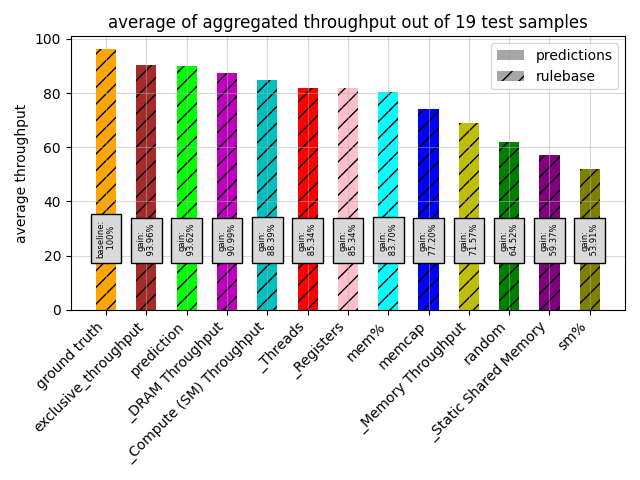 average of aggregated throughput out of 19 test samples
predictions
rulebase
average throughput
100
80
60
40
20
0
baseline:
100%
gain:
93.96%
gain:
93.62%
gain:
90.99%
gain:
88.39%
gain:
85.34%
gain:
85.34%
gain:
83.70%
gain:
77.20%
gain:
71.57%
gain:
64.52%
gain:
59.37%
gain:
53.91%
ground truth
exclusive_throughput
prediction
_DRAM Throughput
_Compute (SM) Throughput
_Threads
_Registers
mem%
memcap
_Memory Throughput
random
_Static Shared Memory
sm%